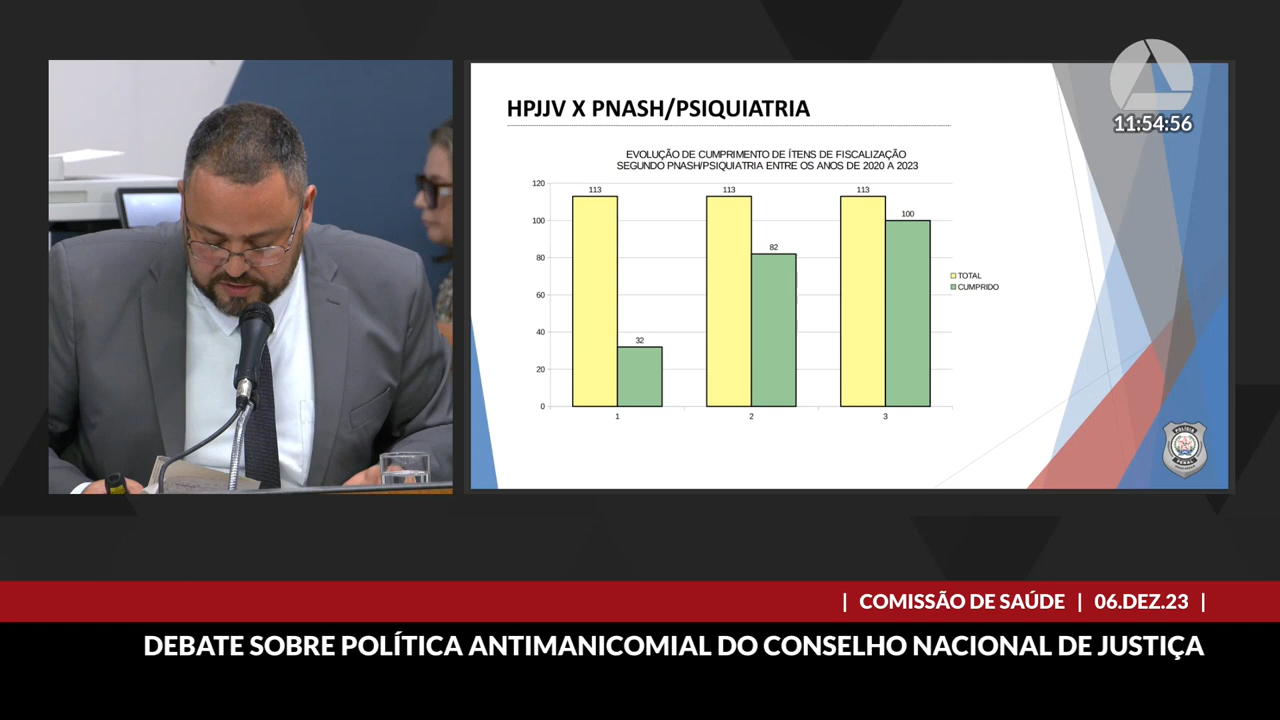 11:54:56
HPJJV X PNASH/PSIQUIATRIA
EVOLUÇÃO DE CUMPRIMENTO DE ÍTENS DE FISCALIZAÇÃO
SEGUNDO PNASH/PSIQUIATRIA ENTRE OS ANOS DE 2020 A 2023
120
100
80
60
40
20
0
113
32
113
82
113
100
1
2
3
TOTAL
CUMPRIDO
POLÍCIA
PENAL
| COMISSÃO DE SAÚDE | 06.DEZ.23 |
DEBATE SOBRE POLÍTICA ANTIMANICOMIAL DO CONSELHO NACIONAL DE JUSTIÇA